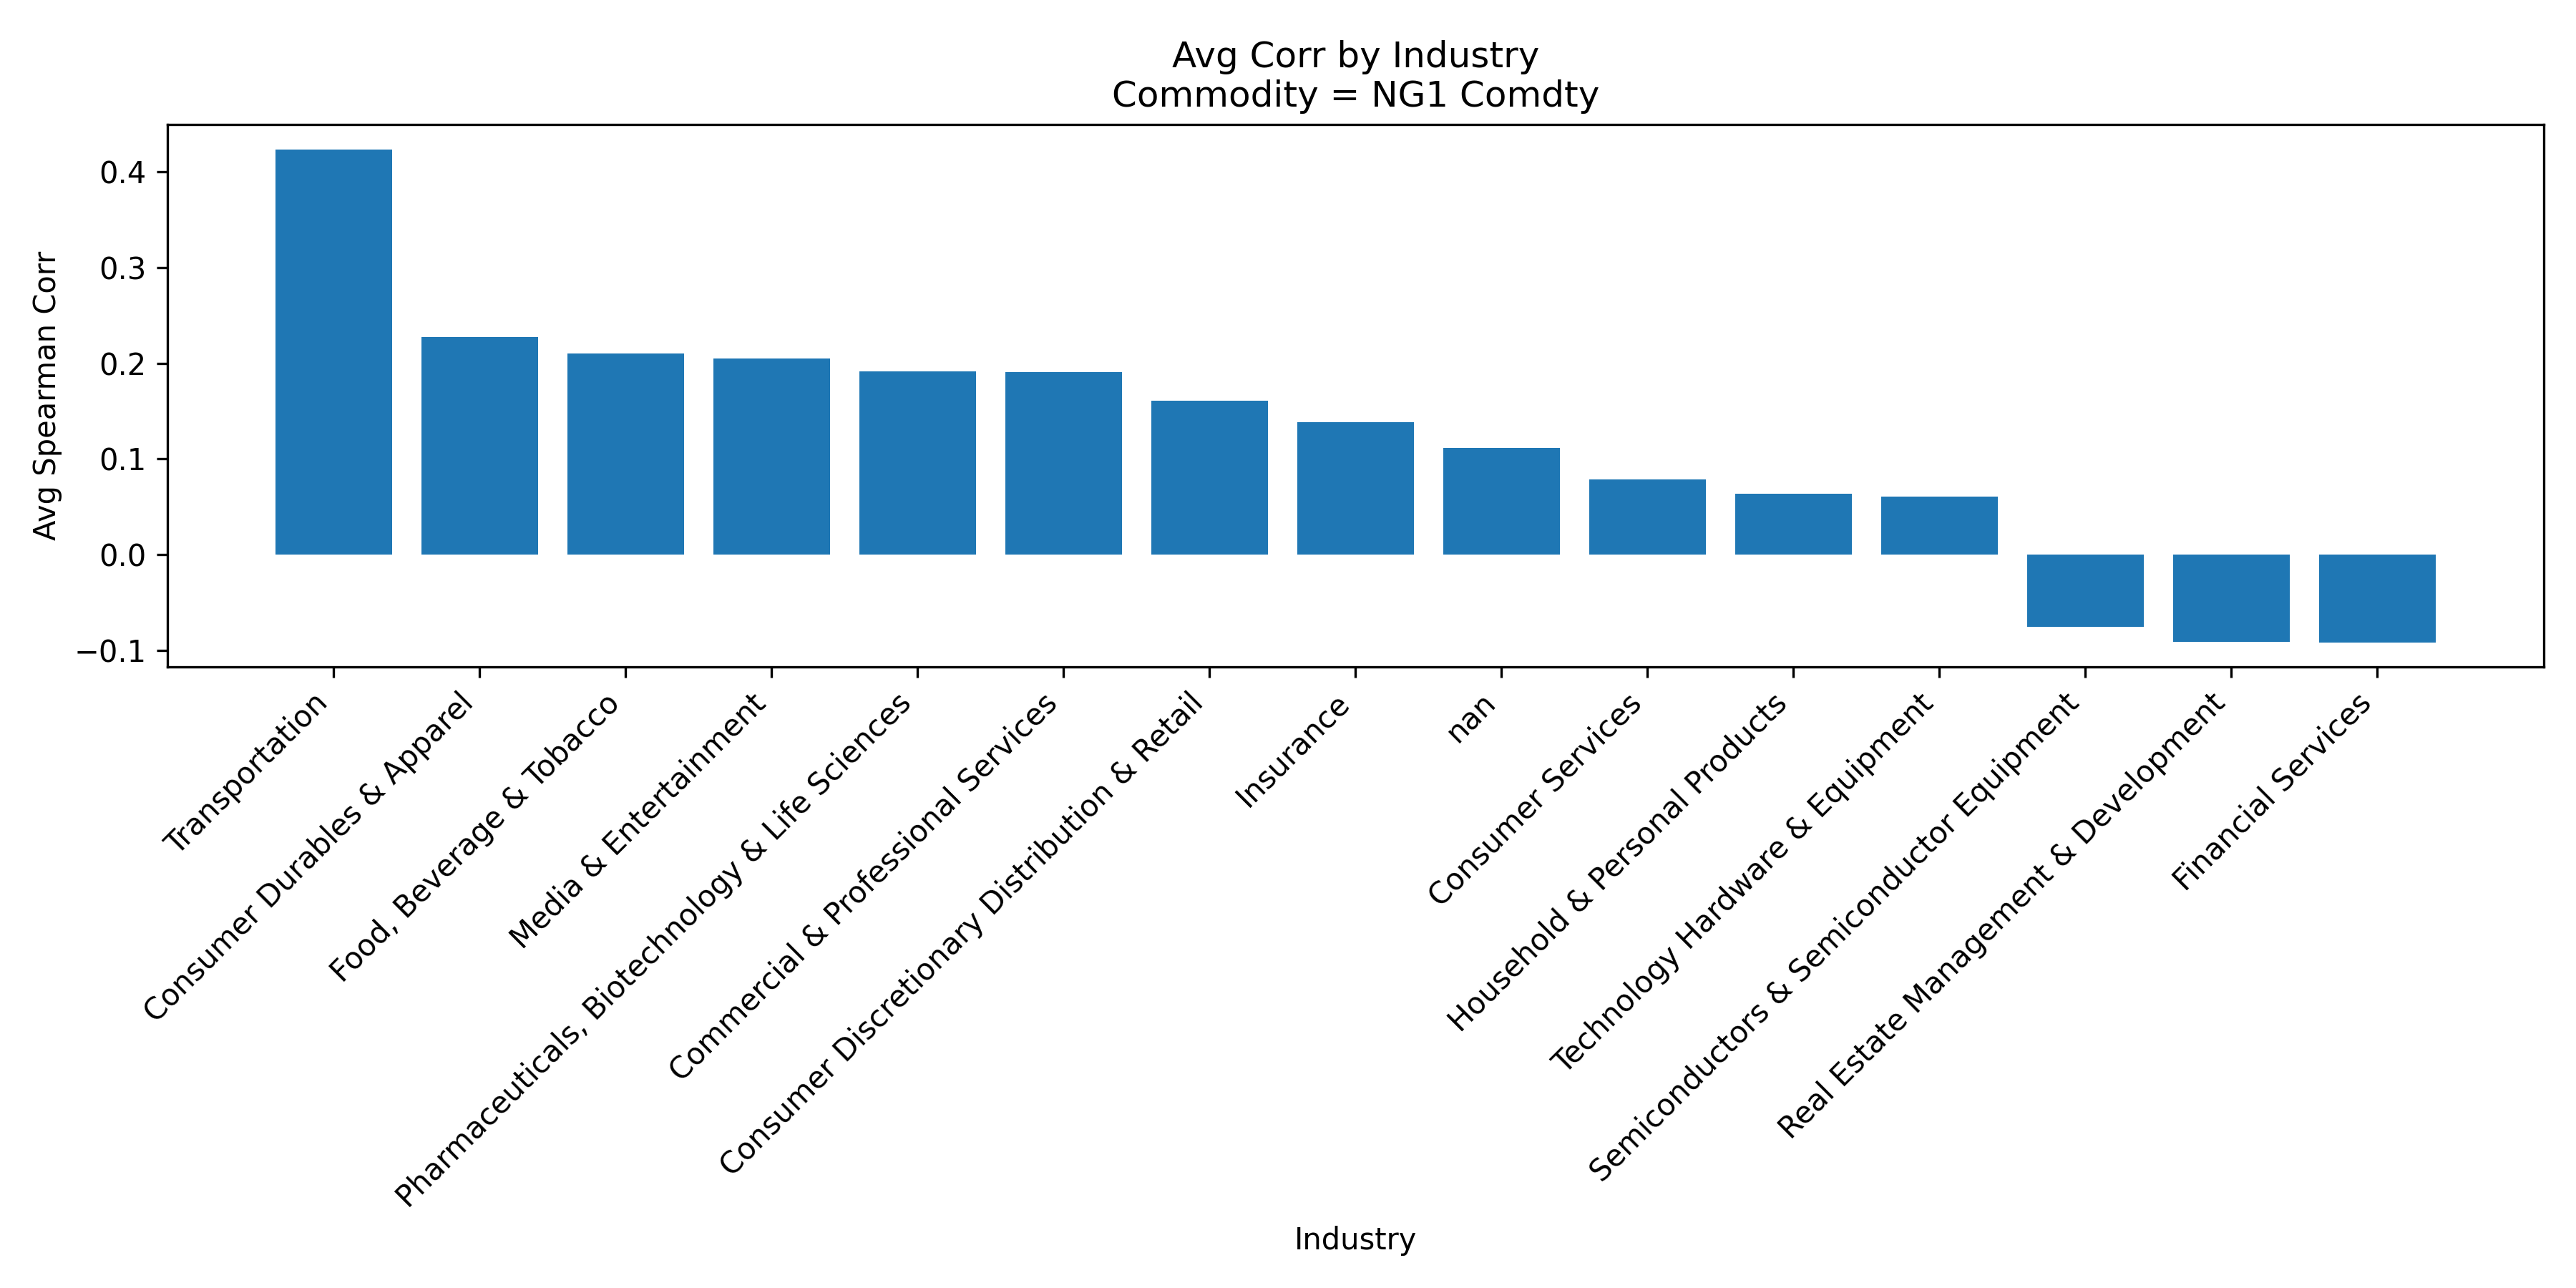 Avg Corr by Industry
Commodity = NG1 Comdty
Avg Spearman Corr
0.4
0.3
0.2
0.1
0.0
−0.1
Transportation
Consumer Durables & Apparel
Food, Beverage & Tobacco
Media & Entertainment
Pharmaceuticals, Biotechnology & Life Sciences
Commercial & Professional Services
Consumer Discretionary Distribution & Retail
Insurance
nan
Consumer Services
Household & Personal Products
Technology Hardware & Equipment
Semiconductors & Semiconductor Equipment
Real Estate Management & Development
Financial Services
Industry